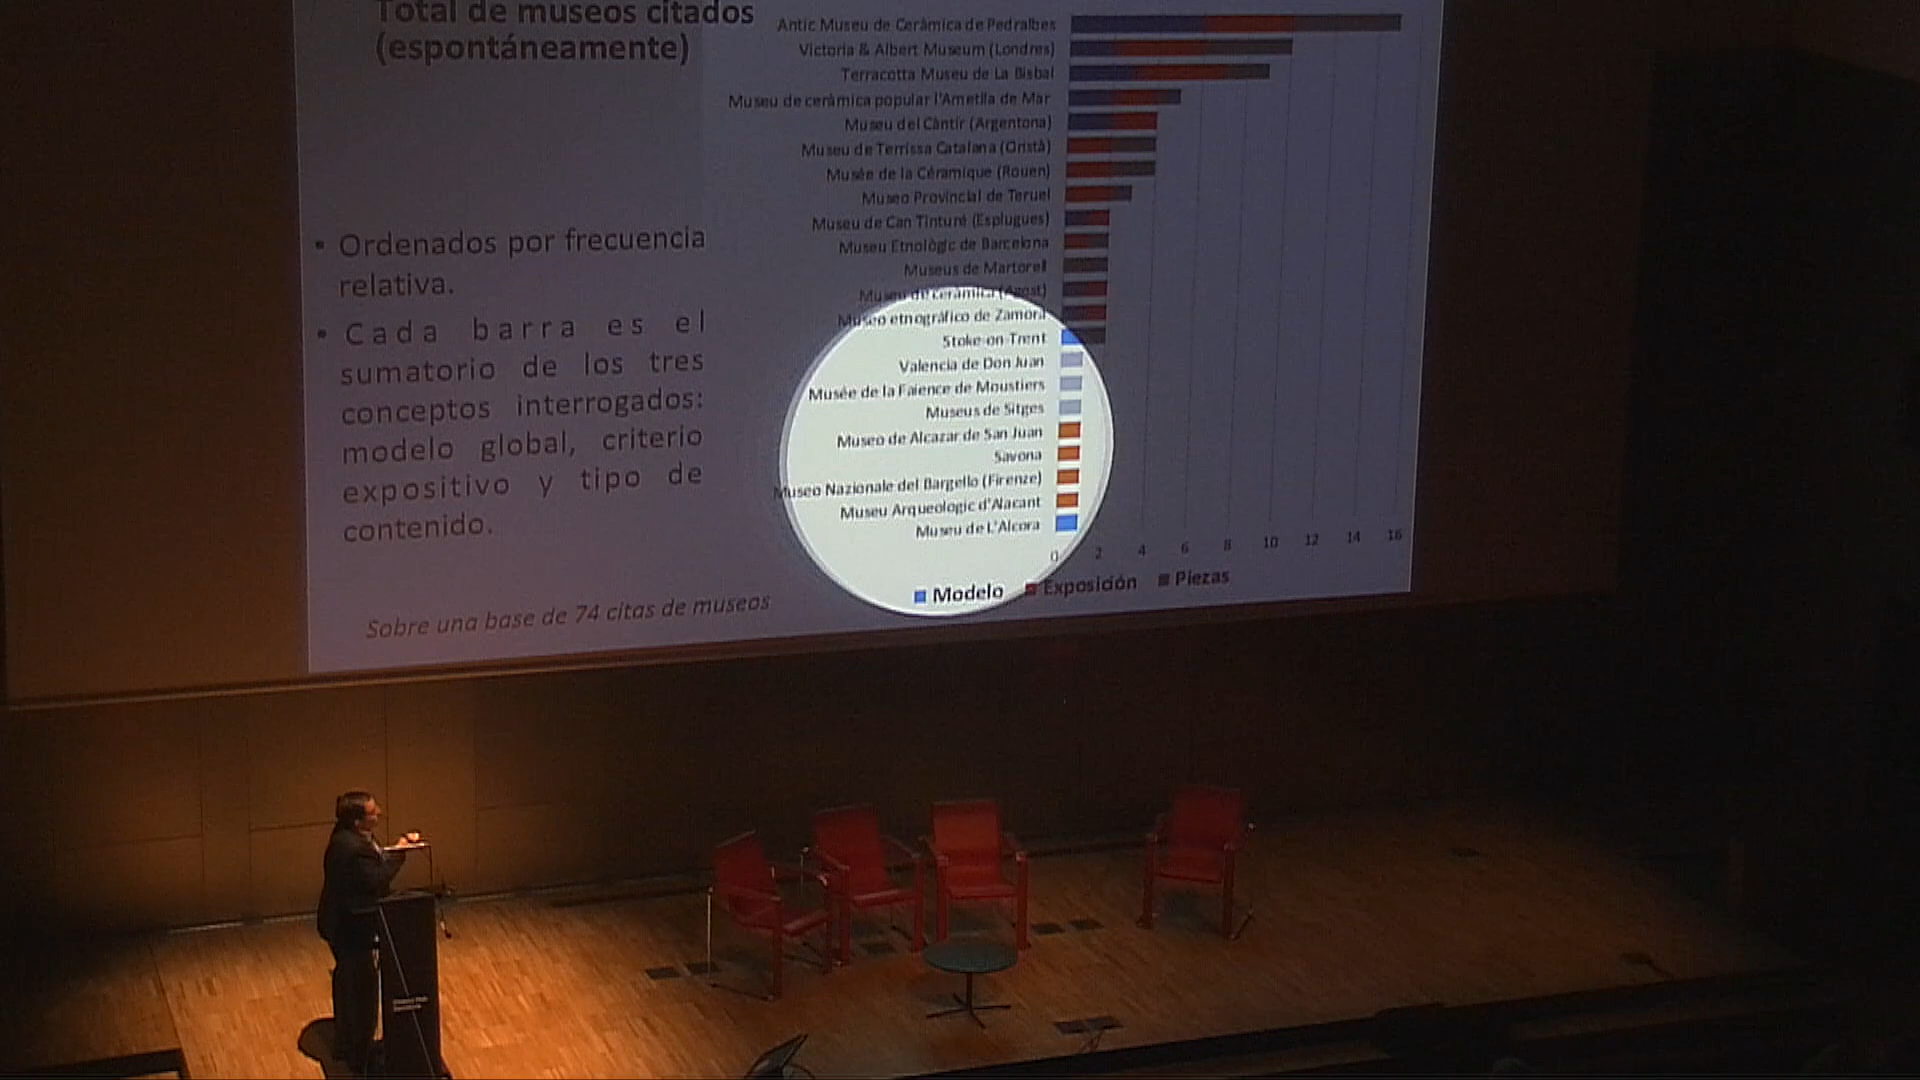 Total de museos citados
(espontáneamente)
• Ordenados por frecuencia
relativa.
• Cada barra es el
sumatorio de los tres
conceptos interrogados:
modelo global, criterio
expositivo y tipo de
contenido.
Sobre una base de 74 citas de museos
Antic Museu de Ceràmica de Pedralbes
Victoria & Albert Museum (Londres)
Terracotta Museu de La Bisbal
Museu de ceràmica popular l'Ametlla de Mar
Museu del Càntir (Argentona)
Museu de Terrissa Catalana (Oristà)
Musée de la Céramique (Rouen)
Museo Provincial de Teruel
Museu de Can Tinturé (Esplugues)
Museu Etnològic de Barcelona
Museus de Martorell
Museu de Ceràmica (Agost)
Museo etnográfico de Zamora
Stoke-on-Trent
Valencia de Don Juan
Musée de la Faience de Moustiers
Museus de Sitges
Museo de Alcazar de San Juan
Savona
Museo Nazionale del Bargello (Firenze)
Museu Arqueologic d'Alacant
Museu de L'Alcora
0 2 4 6 8 10 12 14 16
Modelo Exposición Piezas